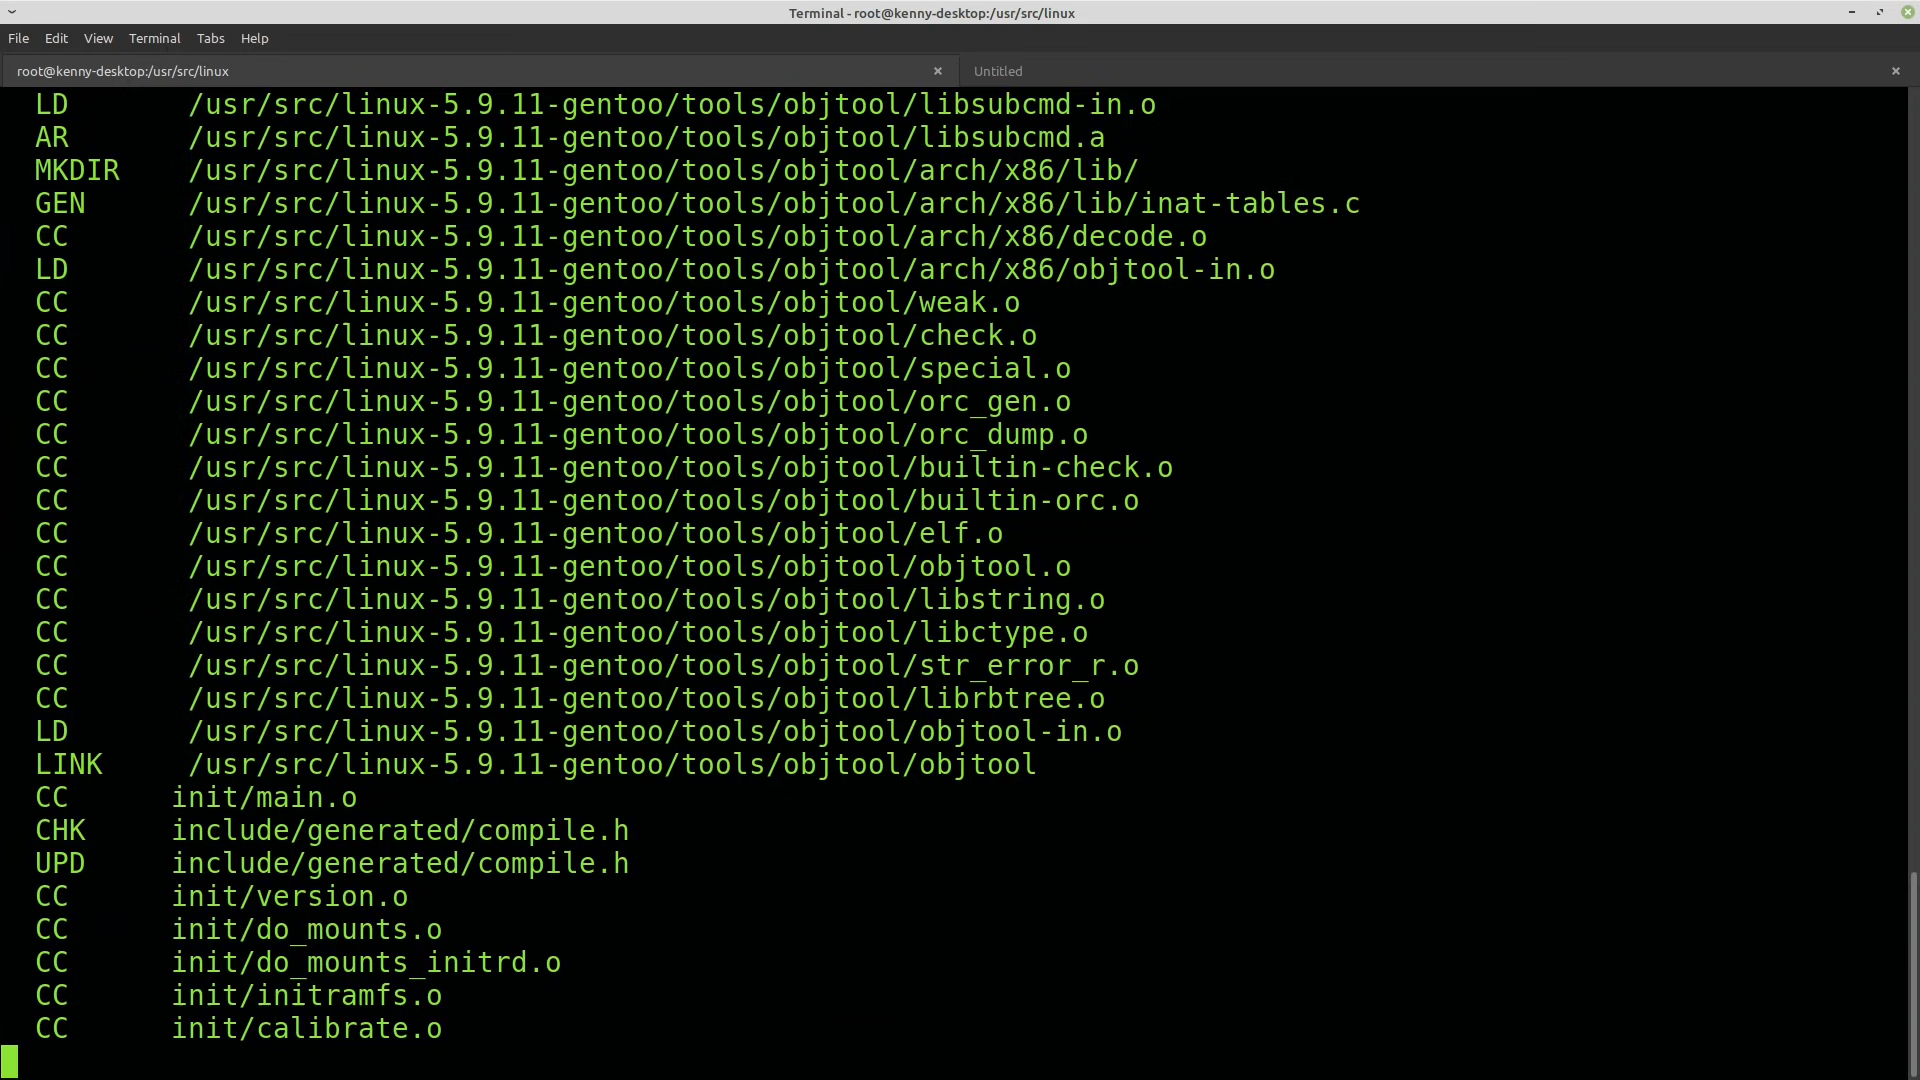 Terminal - root@kenny-desktop:/usr/src/linux
File Edit View Terminal Tabs Help
root@kenny-desktop:/usr/src/linux Untitled
LD /usr/src/linux-5.9.11-gentoo/tools/objtool/libsubcmd-in.o
AR /usr/src/linux-5.9.11-gentoo/tools/objtool/libsubcmd.a
MKDIR /usr/src/linux-5.9.11-gentoo/tools/objtool/arch/x86/lib/
GEN /usr/src/linux-5.9.11-gentoo/tools/objtool/arch/x86/lib/inat-tables.c
CC /usr/src/linux-5.9.11-gentoo/tools/objtool/arch/x86/decode.o
LD /usr/src/linux-5.9.11-gentoo/tools/objtool/arch/x86/objtool-in.o
CC /usr/src/linux-5.9.11-gentoo/tools/objtool/weak.o
CC /usr/src/linux-5.9.11-gentoo/tools/objtool/check.o
CC /usr/src/linux-5.9.11-gentoo/tools/objtool/special.o
CC /usr/src/linux-5.9.11-gentoo/tools/objtool/orc_gen.o
CC /usr/src/linux-5.9.11-gentoo/tools/objtool/orc_dump.o
CC /usr/src/linux-5.9.11-gentoo/tools/objtool/builtin-check.o
CC /usr/src/linux-5.9.11-gentoo/tools/objtool/builtin-orc.o
CC /usr/src/linux-5.9.11-gentoo/tools/objtool/elf.o
CC /usr/src/linux-5.9.11-gentoo/tools/objtool/objtool.o
CC /usr/src/linux-5.9.11-gentoo/tools/objtool/libstring.o
CC /usr/src/linux-5.9.11-gentoo/tools/objtool/libctype.o
CC /usr/src/linux-5.9.11-gentoo/tools/objtool/str_error_r.o
CC /usr/src/linux-5.9.11-gentoo/tools/objtool/librbtree.o
LD /usr/src/linux-5.9.11-gentoo/tools/objtool/objtool-in.o
LINK /usr/src/linux-5.9.11-gentoo/tools/objtool/objtool
CC init/main.o
CHK include/generated/compile.h
UPD include/generated/compile.h
CC init/version.o
CC init/do_mounts.o
CC init/do_mounts_initrd.o
CC init/initramfs.o
CC init/calibrate.o